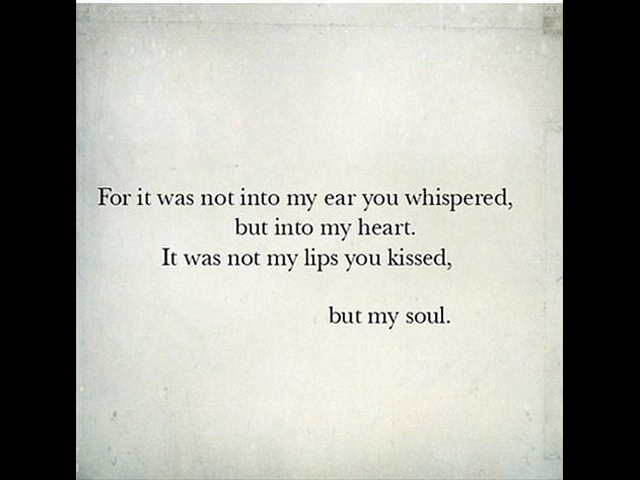 For it was not into my ear you whispered,
but into my heart.
It was not my lips you kissed,
but my soul.